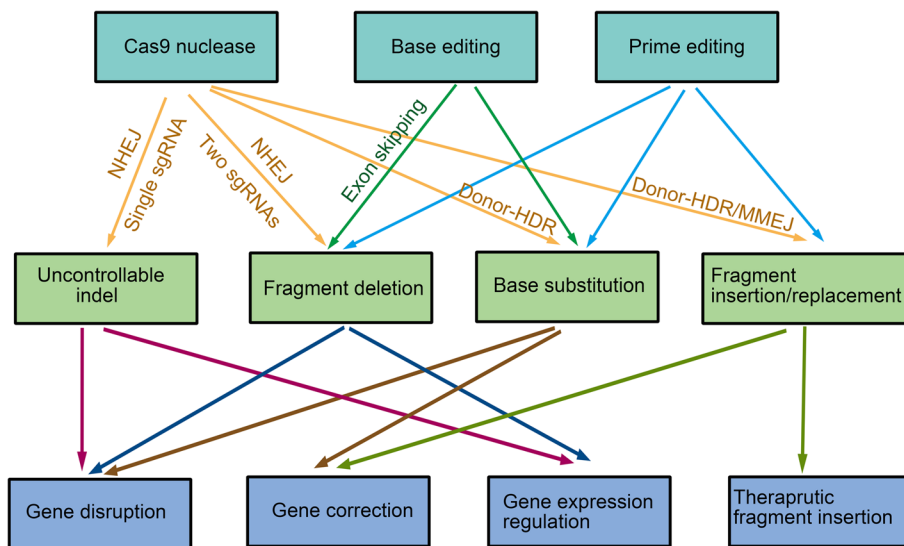 Cas9 nuclease
Base editing
Prime editing
NHEJ
Single sgRNA
NHEJ
Two sgRNAs
Exon skipping
Donor-HDR
Donor-HDR/MMEJ
Uncontrollable
indel
Fragment deletion
Base substitution
Fragment
insertion/replacement
Gene disruption
Gene correction
Gene expression
regulation
Theraprutic
fragment insertion